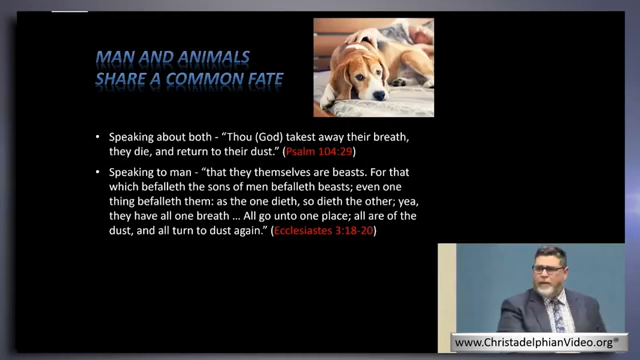 MAN AND ANIMALS
SHARE A COMMON FATE
• Speaking about both - “Thou (God) takest away their breath,
they die, and return to their dust.” (Psalm 104:29)
• Speaking to man - “that they themselves are beasts. For that
which befalleth the sons of men befalleth beasts; even one
thing befalleth them: as the one dieth, so dieth the other; yea,
they have all one breath … All go unto one place; all are of the
dust, and all turn to dust again.” (Ecclesiastes 3:18-20)
www.ChristadelphianVideo.org®